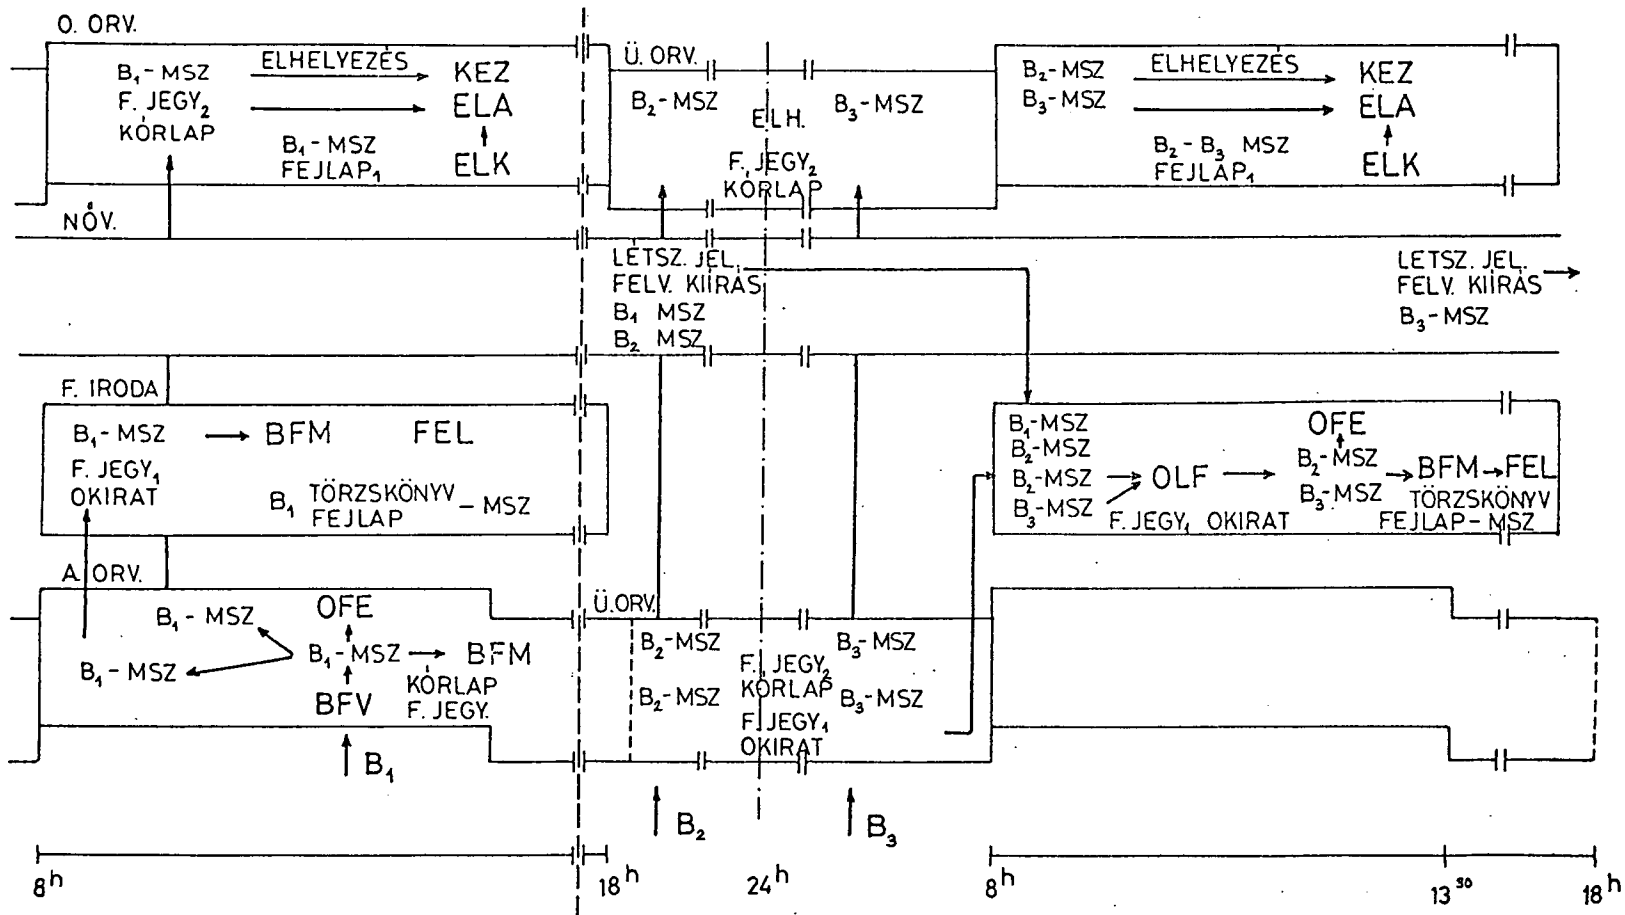 O. ORV.
B₁-MSZ
F. JEGY₂
KÓRLAP
ELHELYEZÉS
KEZ
ELA
ELK
B₁-MSZ
FEJLAP₁
Ü. ORV.
B₂-MSZ
ELH.
F. JEGY₂
KÓRLAP
B₃-MSZ
B₂-MSZ
B₃-MSZ
ELHELYEZÉS
KEZ
ELA
ELK
B₂-B₃ MSZ
FEJLAP₁
NŐV.
LÉTSZ. JEL.
FELV. KIÍRÁS
B₁ MSZ
B₂ MSZ
LÉTSZ. JEL.
FELV. KIÍRÁS
B₃-MSZ
F. IRODA
B₁-MSZ
F. JEGY₁
OKIRAT
BFM
FEL
B₁ TÖRZSKÖNYV
FEJLAP
-MSZ
B₁-MSZ
B₂-MSZ
B₂-MSZ
B₃-MSZ
OLF
F. JEGY₁ OKIRAT
OFE
B₂-MSZ
B₃-MSZ
BFM
FEL
TÖRZSKÖNYV
FEJLAP-MSZ
A. ORV.
B₁-MSZ
B₁-MSZ
OFE
B₁-MSZ
BFV
BFM
KÓRLAP
F. JEGY.
B₁
Ü.ORV.
B₂-MSZ
B₂-MSZ
F. JEGY₂
KÓRLAP
F. JEGY₁
OKIRAT
B₃-MSZ
B₃-MSZ
B₂
B₃
8ʰ
18ʰ
24ʰ
8ʰ
13³⁰
18ʰ